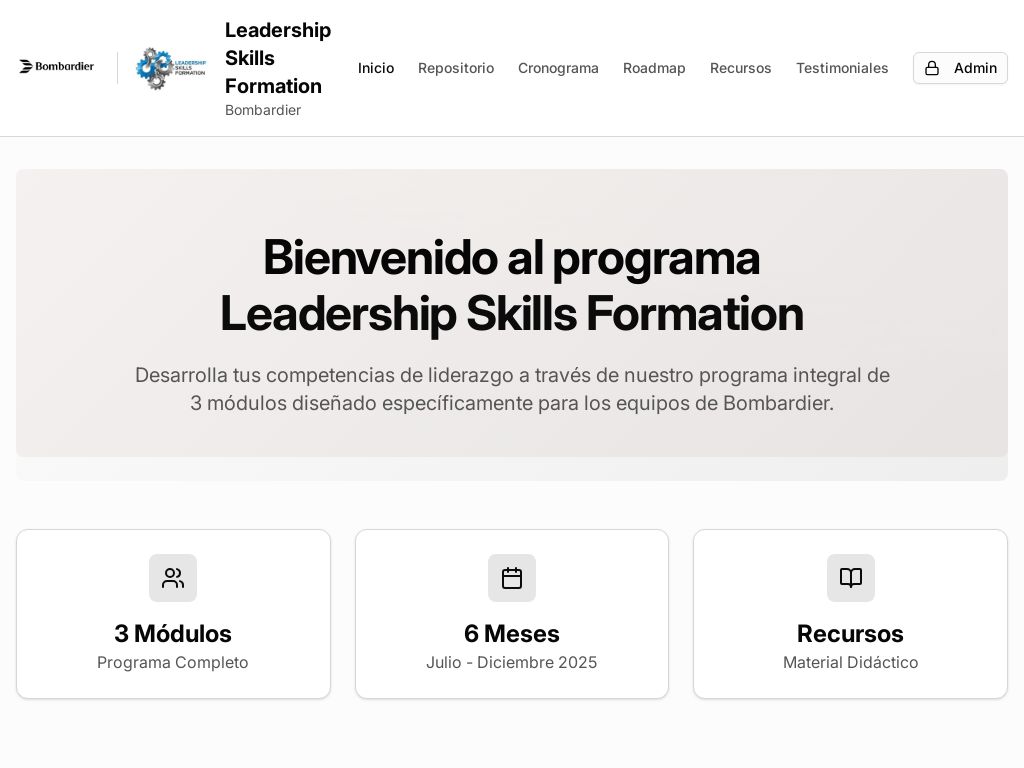 Bombardier
LEADERSHIP
SKILLS
FORMATION
Leadership
Skills
Formation
Bombardier
Inicio
Repositorio
Cronograma
Roadmap
Recursos
Testimoniales
Admin
Bienvenido al programa
Leadership Skills Formation
Desarrolla tus competencias de liderazgo a través de nuestro programa integral de
3 módulos diseñado específicamente para los equipos de Bombardier.
3 Módulos
Programa Completo
6 Meses
Julio - Diciembre 2025
Recursos
Material Didáctico